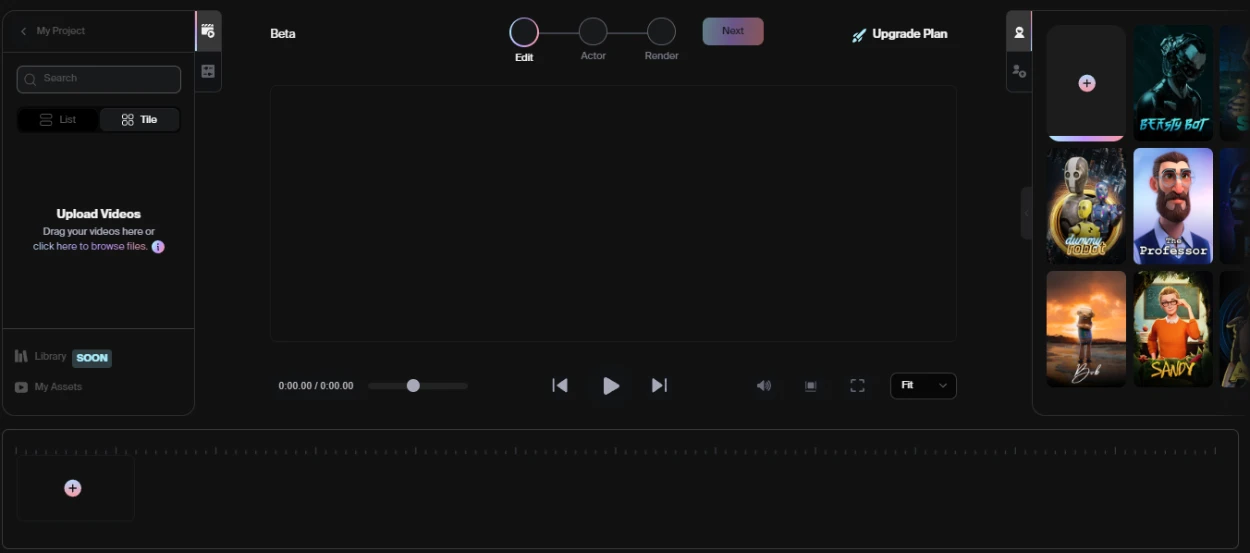 My Project
Search
List
Tile
Upload Videos
Drag your videos here or
click here to browse files.
Library SOON
My Assets
Beta
Edit
Actor
Render
Next
Upgrade Plan
0:00.00 / 0:00.00
Fit
BEASTY BOT
dummy
ROBOT
The
Professor
Bob
SANDY